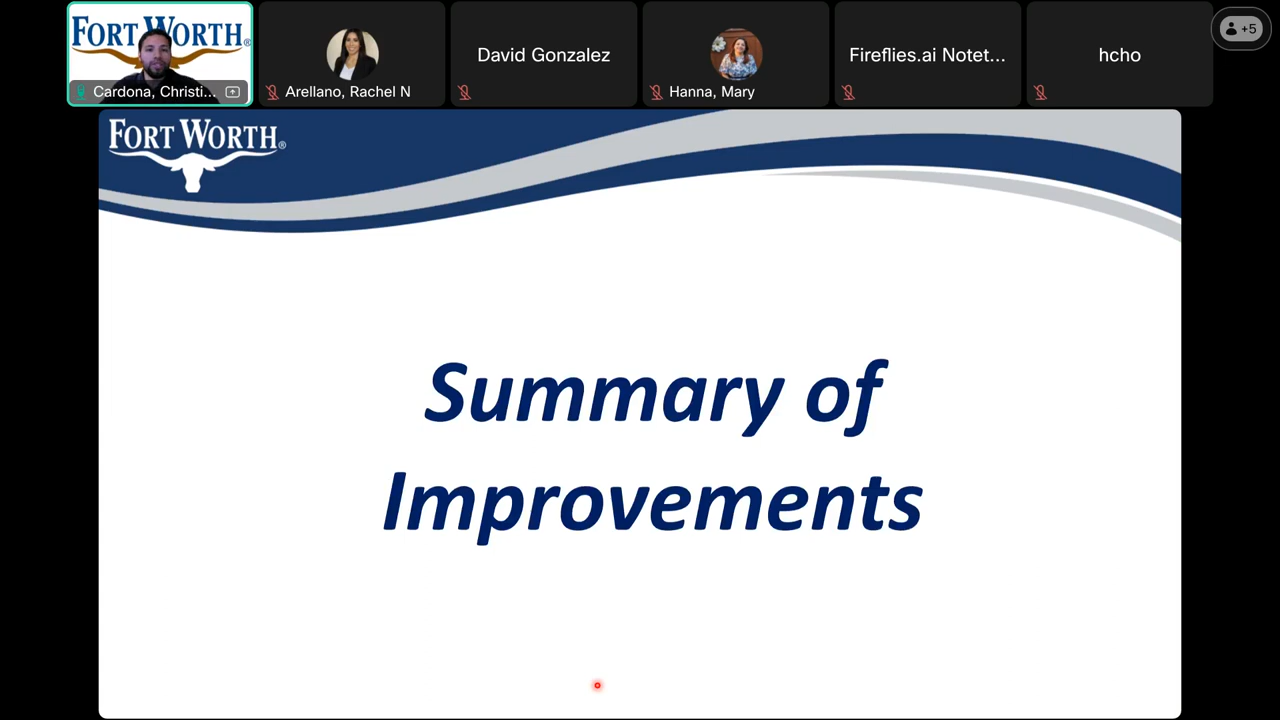 FORT WORTH®
Cardona, Christi...
Arellano, Rachel N
David Gonzalez
Hanna, Mary
Fireflies.ai Notet...
hcho
+5
FORT WORTH®
Summary of
Improvements